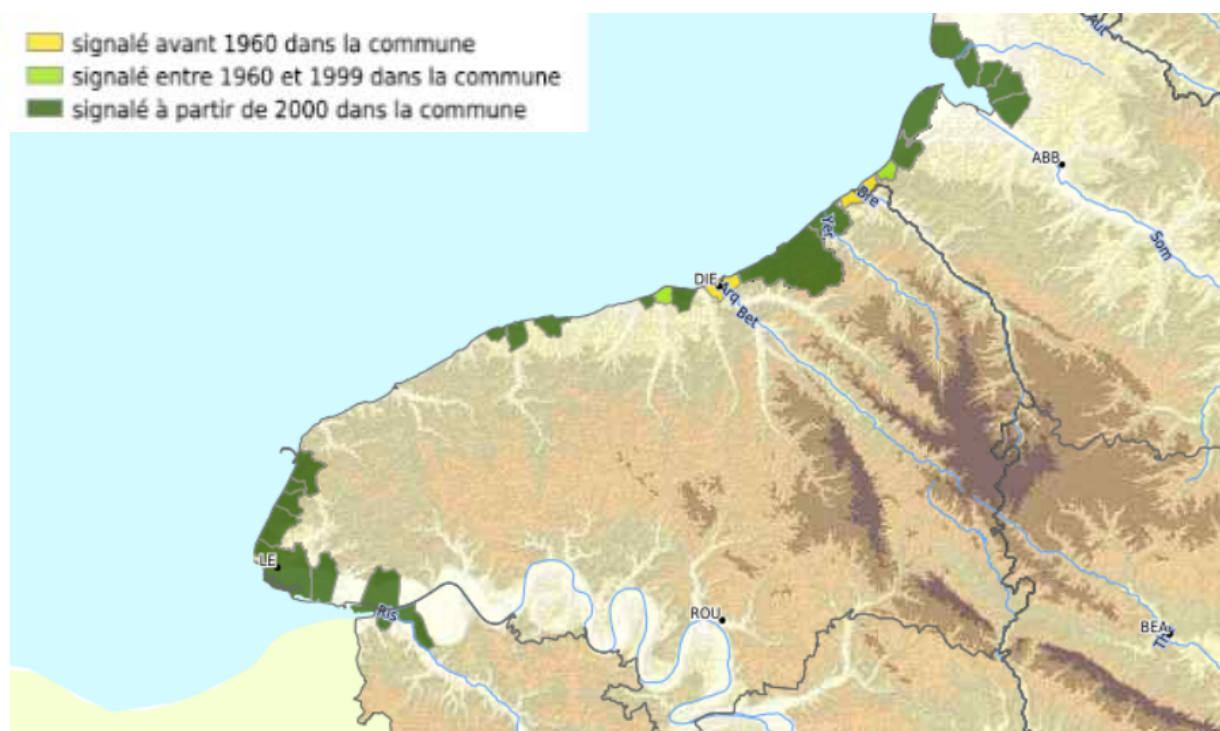 signalé avant 1960 dans la commune
signalé entre 1960 et 1999 dans la commune
signalé à partir de 2000 dans la commune
Aut
ABB
Bre
Yer
Som
DIE
Arq
Bet
LE
Ris
ROU
BEA